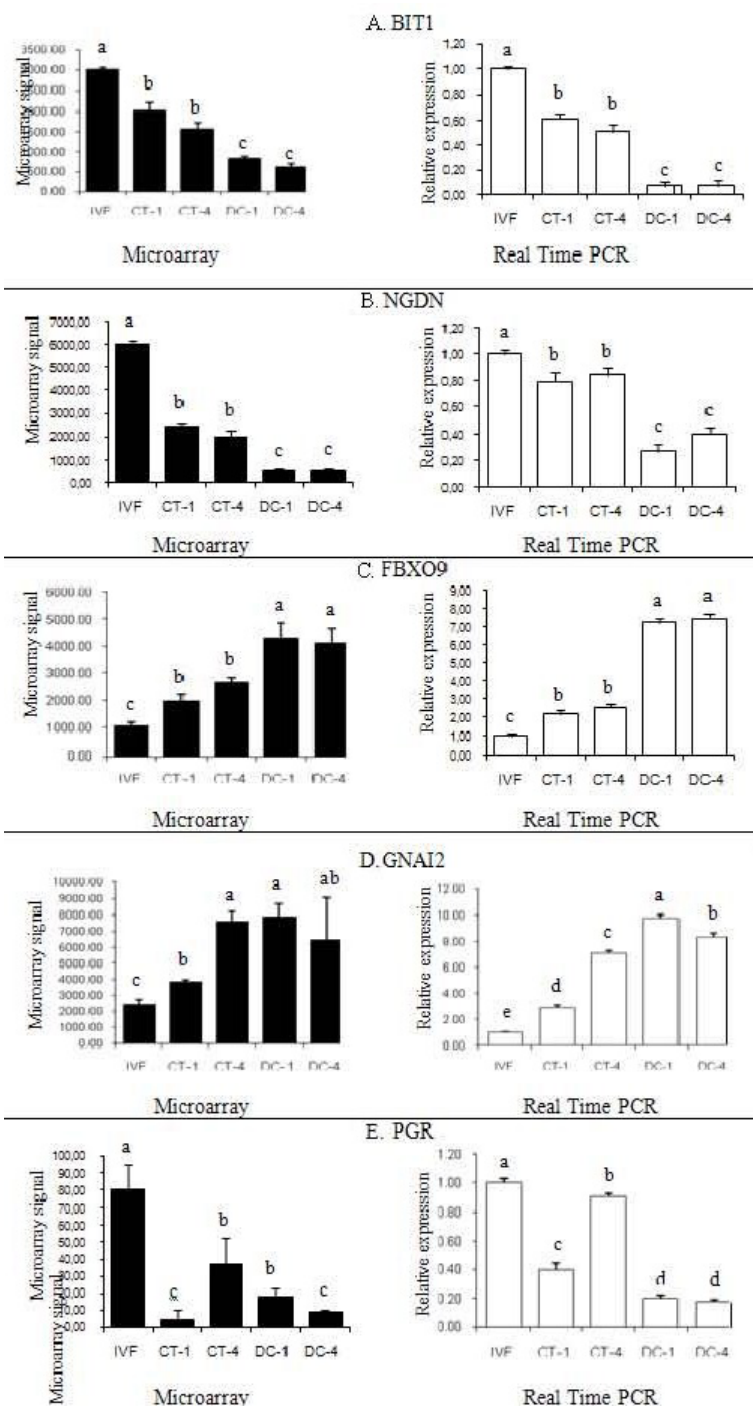 A. BIT1
Microarray signal
500.00
0.00
a
b
b
c
c
IVF
CT-1
CT-4
DC-1
DC-4
Microarray
Relative expression
1,20
1,00
0,80
0,60
0,40
0,20
0,00
a
b
b
c
c
IVF
CT-1
CT-4
DC-1
DC-4
Real Time PCR
B. NGDN
Microarray signal
7000,00
6000,00
5000,00
4000,00
3000,00
2000,00
1000,00
0,00
a
b
b
c
c
IVF
CT-1
CT-4
DC-1
DC-4
Microarray
Relative expression
1,20
1,00
0,80
0,60
0,40
0,20
0,00
a
b
b
c
c
IVF
CT-1
CT-4
DC-1
DC-4
Real Time PCR
C. FBXO9
Microarray signal
6000.00
5000.00
4000.00
3000.00
2000.00
1000.00
0.00
c
b
b
a
a
IVF
CT-1
CT-4
DC-1
DC-4
Microarray
Relative expression
9,00
8,00
7,00
6,00
5,00
4,00
3,00
2,00
1,00
0,00
c
b
b
a
a
IVF
CT-1
CT-4
DC-1
DC-4
Real Time PCR
D. GNAI2
Microarray signal
10000.00
9000.00
8000.00
7000.00
6000.00
5000.00
4000.00
3000.00
2000.00
1000.00
0.00
c
b
a
a
ab
IVF
CT-1
CT-4
DC-1
DC-4
Microarray
Relative expression
12.00
10.00
8.00
6.00
4.00
2.00
0.00
e
d
c
a
b
IVF
CT-1
CT-4
DC-1
DC-4
Real Time PCR
E. PGR
Microarray signal
Microarray signal
100,00
90,00
80,00
70,00
60,00
50,00
40,00
30,00
20,00
10,00
0,00
a
c
b
b
c
IVF
CT-1
CT-4
DC-1
DC-4
Microarray
Relative expression
1.20
1.00
0.80
0.60
0.40
0.20
0.00
a
c
b
d
d
IVF
CT-1
CT-4
DC-1
DC-4
Real Time PCR